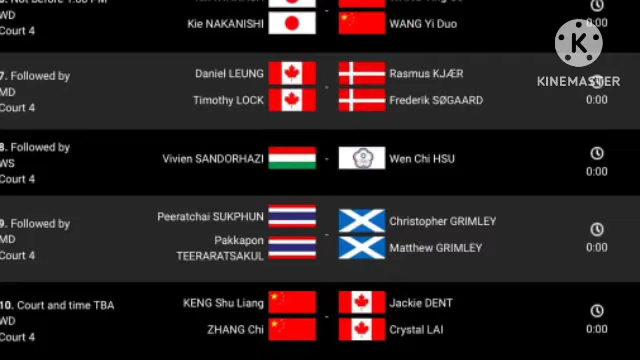 WD
Court 4
Kie NAKANISHI - WANG Yi Duo
0:00
7. Followed by
MD
Court 4
Daniel LEUNG - Rasmus KJÆR
Timothy LOCK Frederik SØGAARD
0:00
8. Followed by
WS
Court 4
Vivien SANDORHAZI - Wen Chi HSU
0:00
9. Followed by
MD
Court 4
Peeratchai SUKPHUN - Christopher GRIMLEY
Pakkapon
TEERARATSAKUL
Matthew GRIMLEY
0:00
10. Court and time TBA
WD
Court 4
KENG Shu Liang - Jackie DENT
ZHANG Chi Crystal LAI
0:00
K
KINEMASTER